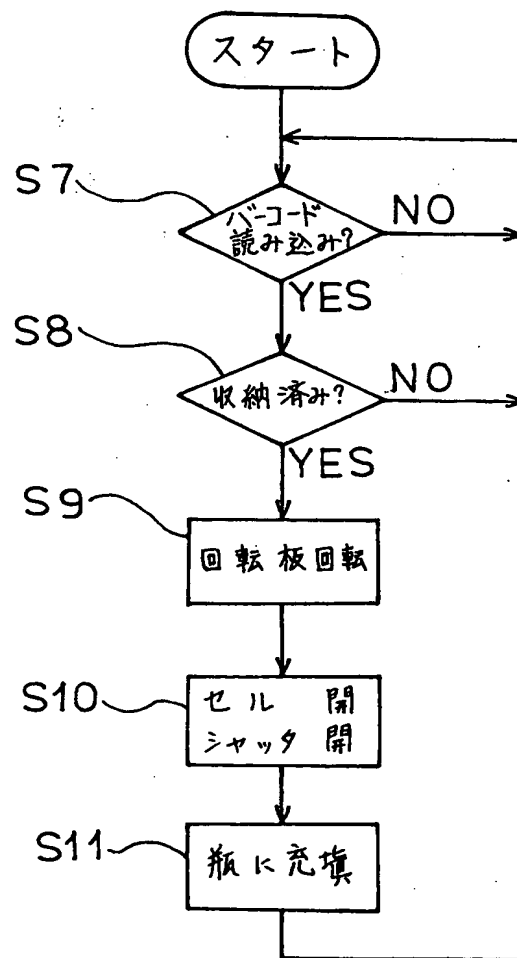 スタート
S7
バーコード
読み込み?
NO
YES
S8
収納済み?
NO
YES
S9
回転板回転
S10
セル 開
シャッタ 開
S11
瓶に充填